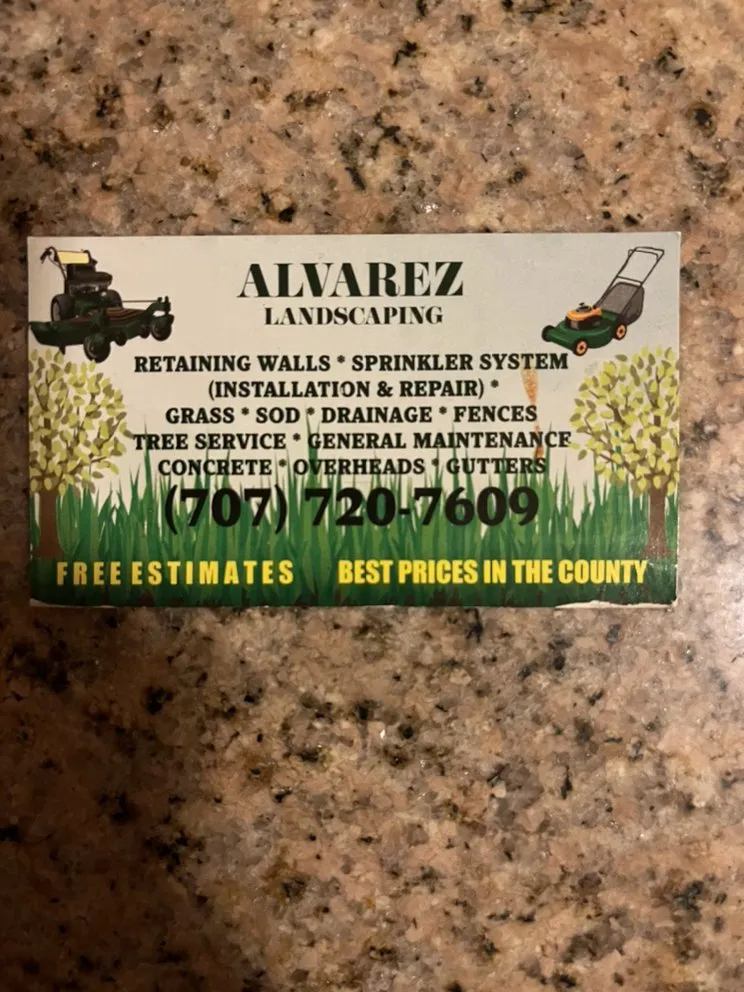 ALVAREZ
LANDSCAPING
RETAINING WALLS * SPRINKLER SYSTEM
(INSTALLATION & REPAIR) *
GRASS * SOD * DRAINAGE * FENCES
TREE SERVICE * GENERAL MAINTENANCE
CONCRETE * OVERHEADS * GUTTERS
(707) 720-7609
FREE ESTIMATES BEST PRICES IN THE COUNTY